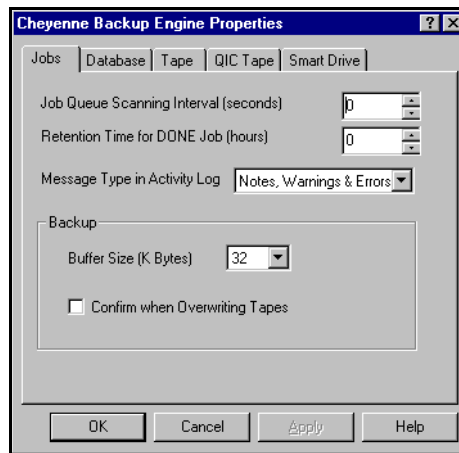 Cheyenne Backup Engine Properties
Jobs Database Tape QIC Tape Smart Drive
Job Queue Scanning Interval (seconds) 0
Retention Time for DONE Job (hours) 0
Message Type in Activity Log Notes, Warnings & Errors
Backup
Buffer Size (K Bytes) 32
Confirm when Overwriting Tapes
OK Cancel Apply Help